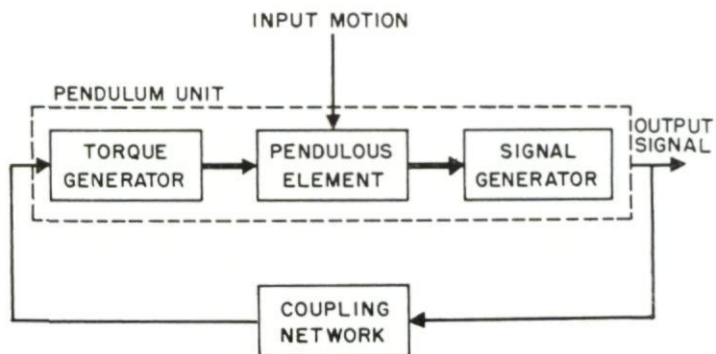 INPUT MOTION
PENDULUM UNIT
TORQUE
GENERATOR
PENDULOUS
ELEMENT
SIGNAL
GENERATOR
OUTPUT
SIGNAL
COUPLING
NETWORK